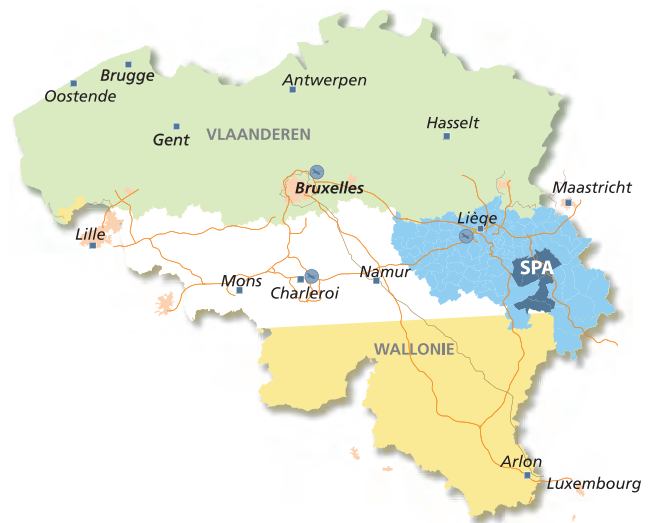 Brugge
Antwerpen
Oostende
Hasselt
VLAANDEREN
Gent
Bruxelles
Maastricht
Liège
Lille
SPA
Namur
Mons
Charleroi
WALLONIE
Arlon
Luxembourg